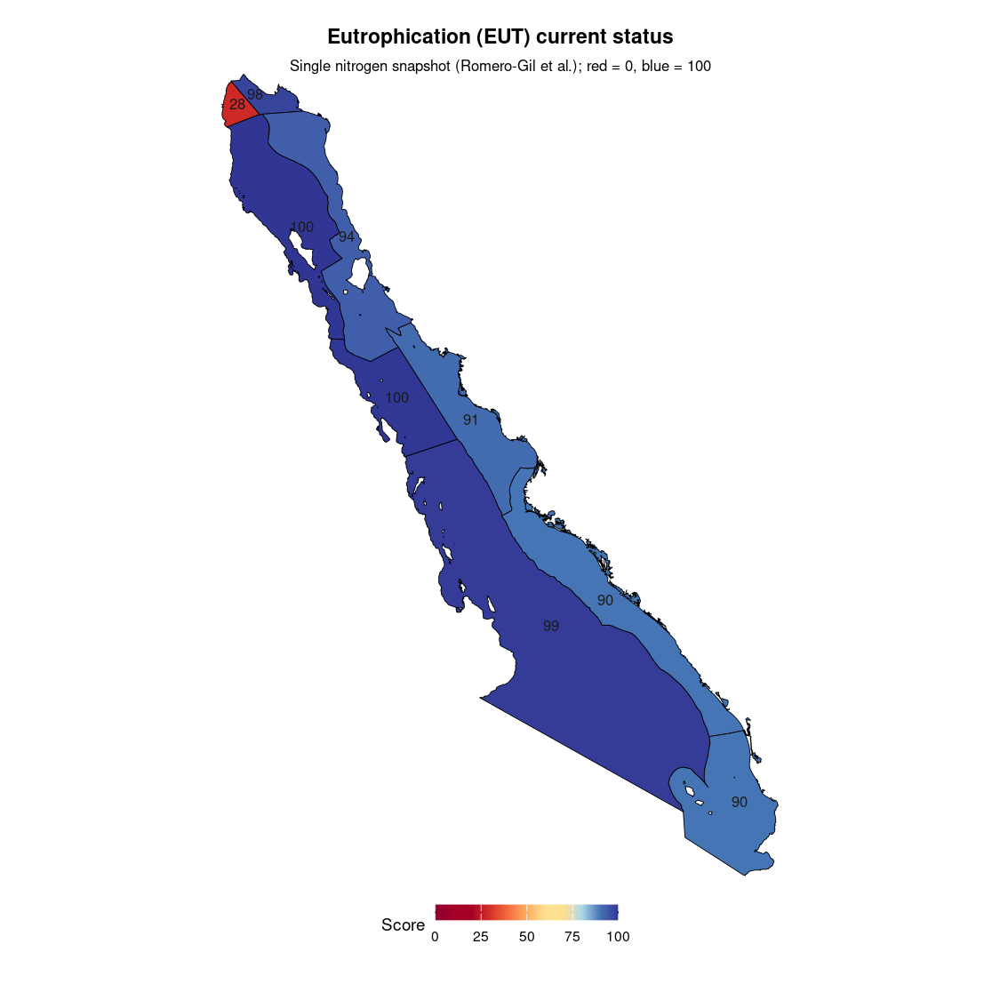 Eutrophication (EUT) current status
Single nitrogen snapshot (Romero-Gil et al.); red = 0, blue = 100
98
28
100
94
100
91
90
99
90
Score
0 25 50 75 100